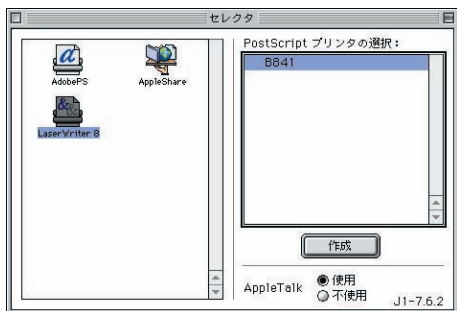 セレクタ
AdobePS
AppleShare
LaserWriter 8
PostScript プリンタの選択：
B841
作成
AppleTalk
使用
不使用
J1-7.6.2